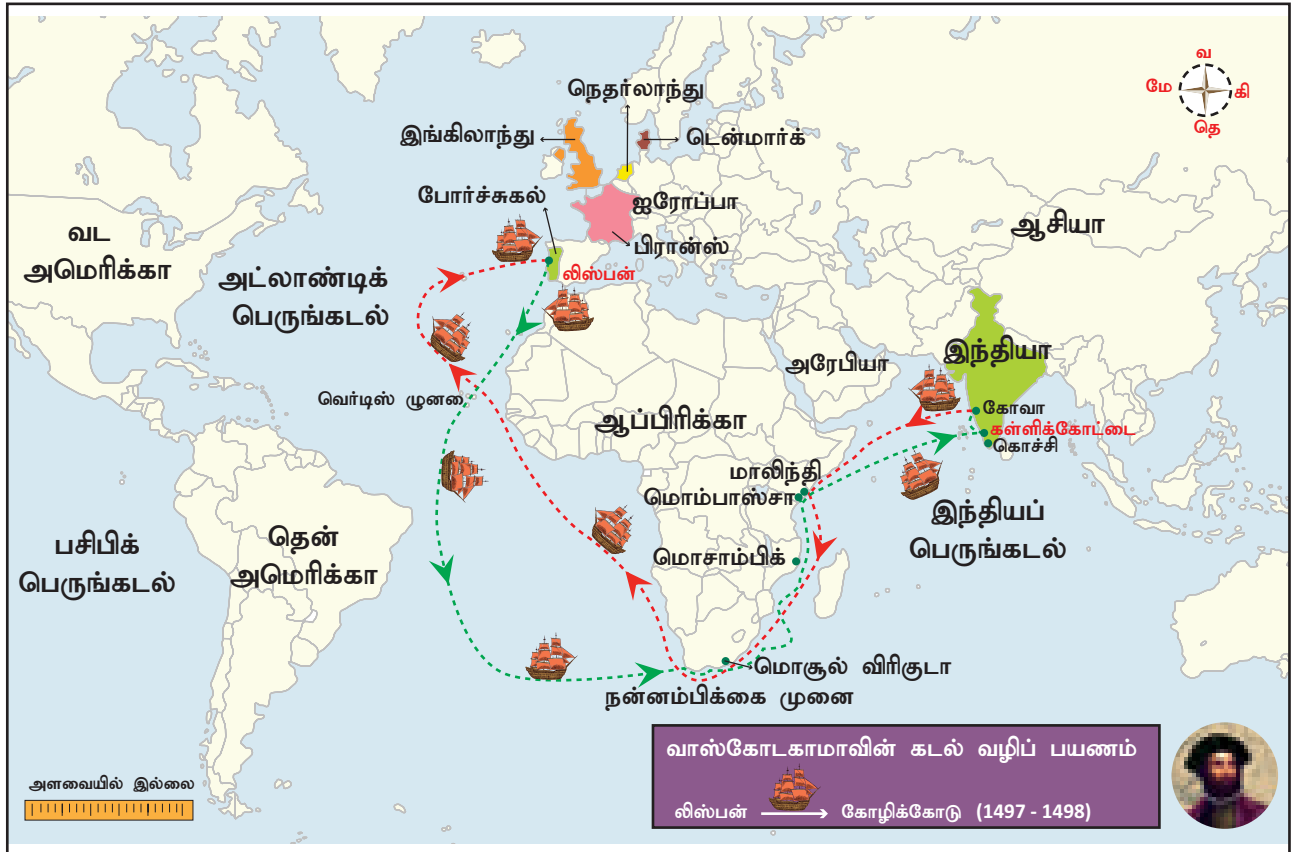 வ
மே
கி
தெ
நெதர்லாந்து
இங்கிலாந்து
டென்மார்க்
போர்ச்சுகல்
ஐரோப்பா
பிரான்ஸ்
ஆசியா
வட
அமெரிக்கா
அட்லாண்டிக்
பெருங்கடல்
லிஸ்பன்
இந்தியா
அரேபியா
வெர்டிஸ் முனை
ஆப்பிரிக்கா
கோவா
கள்ளிக்கோட்டை
கொச்சி
மாலிந்தி
மொம்பாஸ்சா
இந்தியப்
பெருங்கடல்
பசிபிக்
பெருங்கடல்
தென்
அமெரிக்கா
மொசாம்பிக்
மொசூல் விரிகுடா
நன்னம்பிக்கை முனை
வாஸ்கோடகாமாவின் கடல் வழிப் பயணம்
லிஸ்பன் கோழிக்கோடு (1497 - 1498)
அளவையில் இல்லை